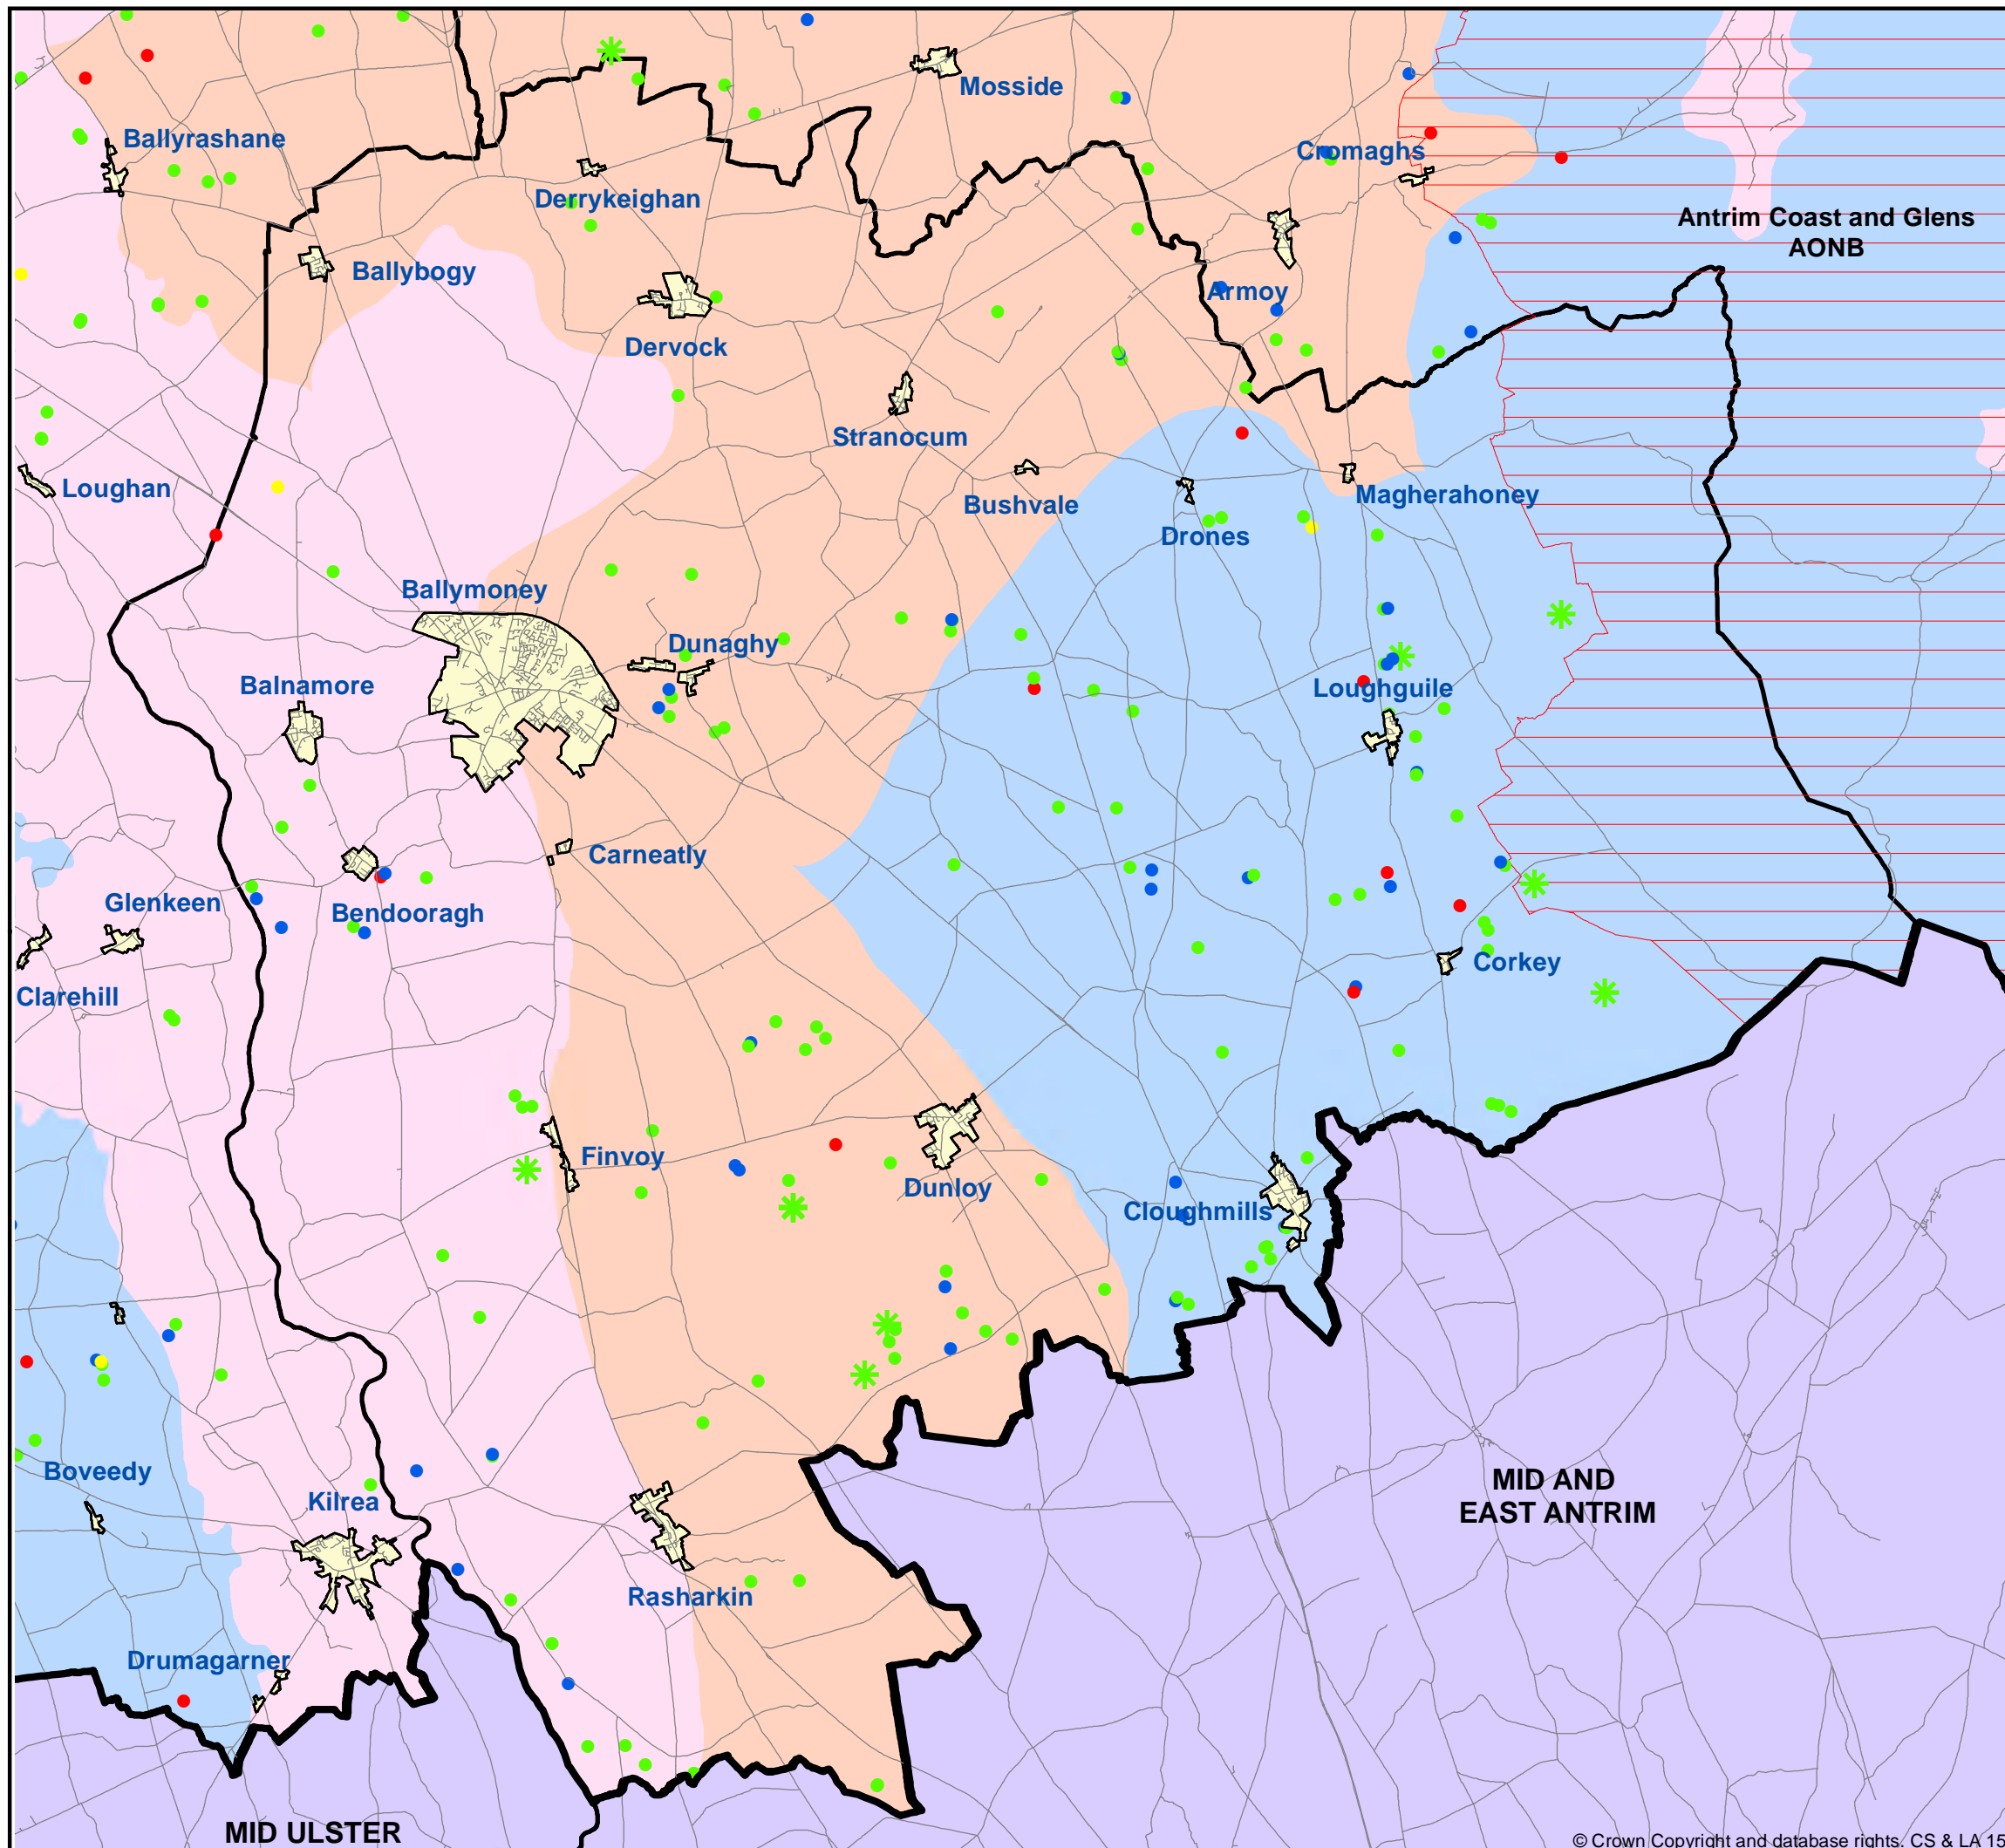 Mosside
Ballyrashane
Cromaghs
Derrykeighan
Antrim Coast and Glens
AONB
Ballybogy
Armoy
Dervock
Stranocum
Loughan
Bushvale
Magherahoney
Drones
Ballymoney
Dunaghy
Balnamore
Loughguile
Carneatly
Glenkeen
Bendooragh
Corkey
Clarehill
Finvoy
Dunloy
Cloughmills
Boveedy
Kilrea
MID AND
EAST ANTRIM
Rasharkin
Drumagarner
MID ULSTER
© Crown Copyright and database rights. CS & LA 15